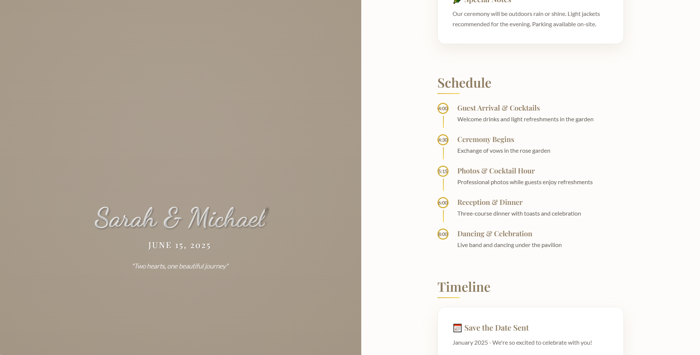 Sarah & Michael
JUNE 15, 2025
"Two hearts, one beautiful journey"
Special Notes
Our ceremony will be outdoors rain or shine. Light jackets
recommended for the evening. Parking available on-site.
Schedule
4:00
Guest Arrival & Cocktails
Welcome drinks and light refreshments in the garden
4:30
Ceremony Begins
Exchange of vows in the rose garden
5:15
Photos & Cocktail Hour
Professional photos while guests enjoy refreshments
6:00
Reception & Dinner
Three-course dinner with toasts and celebration
8:00
Dancing & Celebration
Live band and dancing under the pavilion
Timeline
Save the Date Sent
January 2025 - We're so excited to celebrate with you!